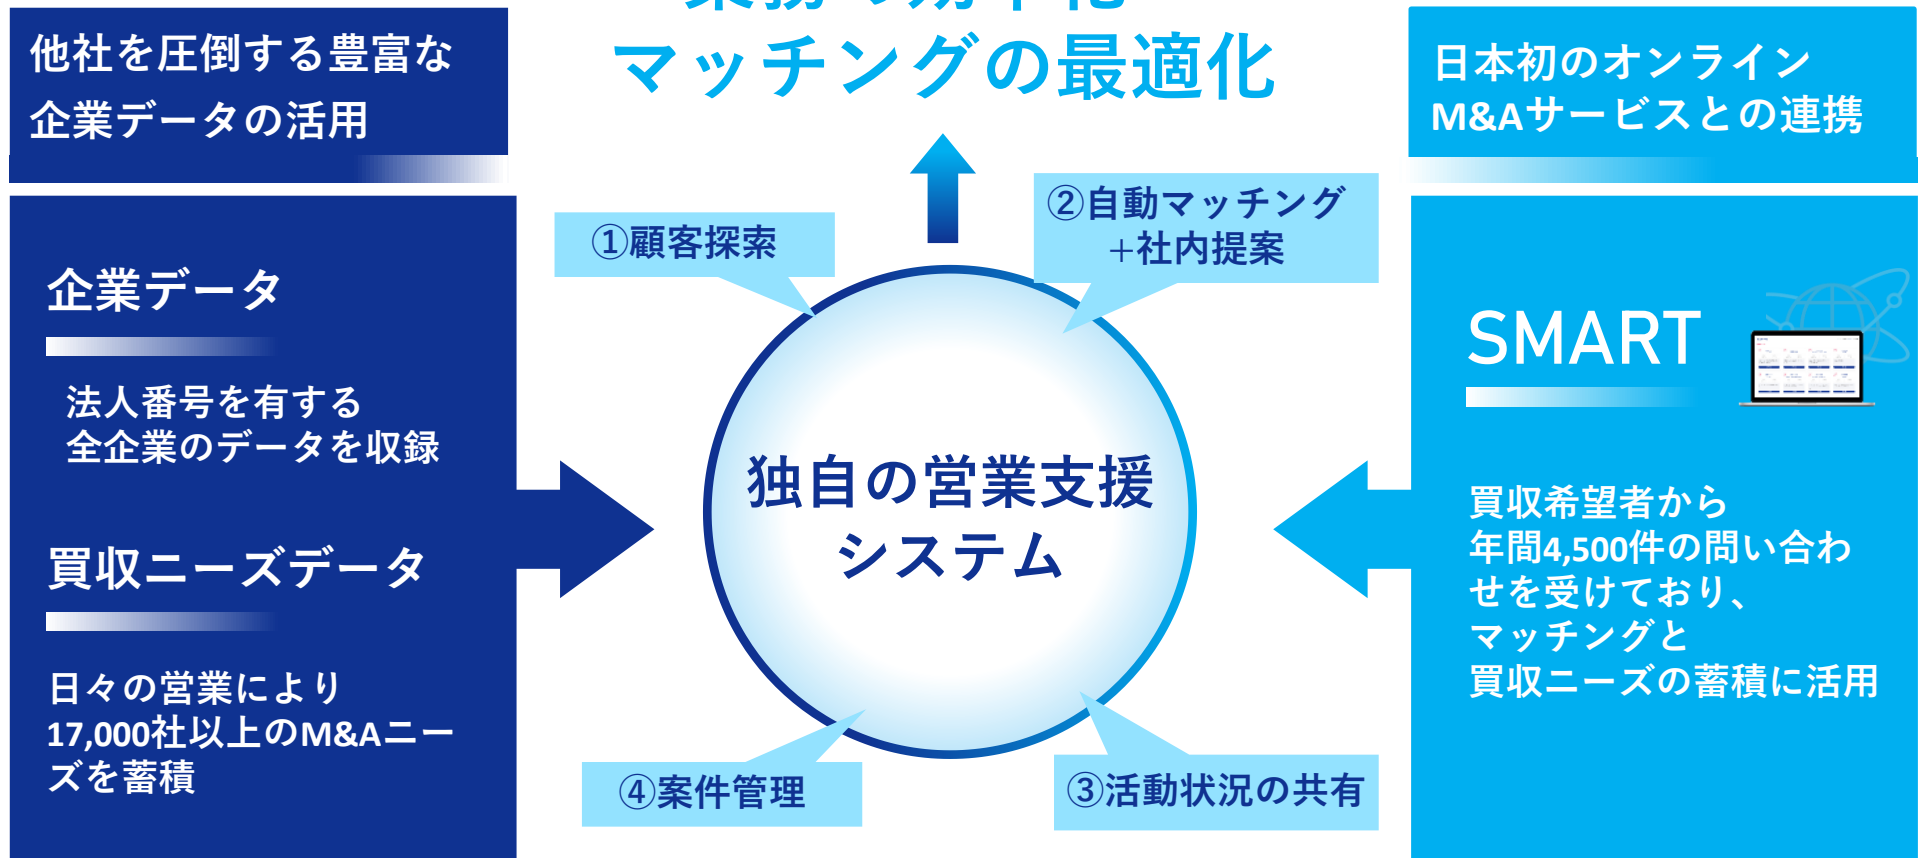 他社を圧倒する豊富な
企業データの活用
企業データ
法人番号を有する
全企業のデータを収録
買収ニーズデータ
日々の営業により
17,000社以上のM&Aニー
ズを蓄積
業務の効率化
マッチングの最適化
①顧客探索
②自動マッチング
+社内提案
独自の営業支援
システム
④案件管理
③活動状況の共有
日本初のオンライン
M&Aサービスとの連携
SMART
買収希望者から
年間4,500件の問い合わ
せを受けており、
マッチングと
買収ニーズの蓄積に活用